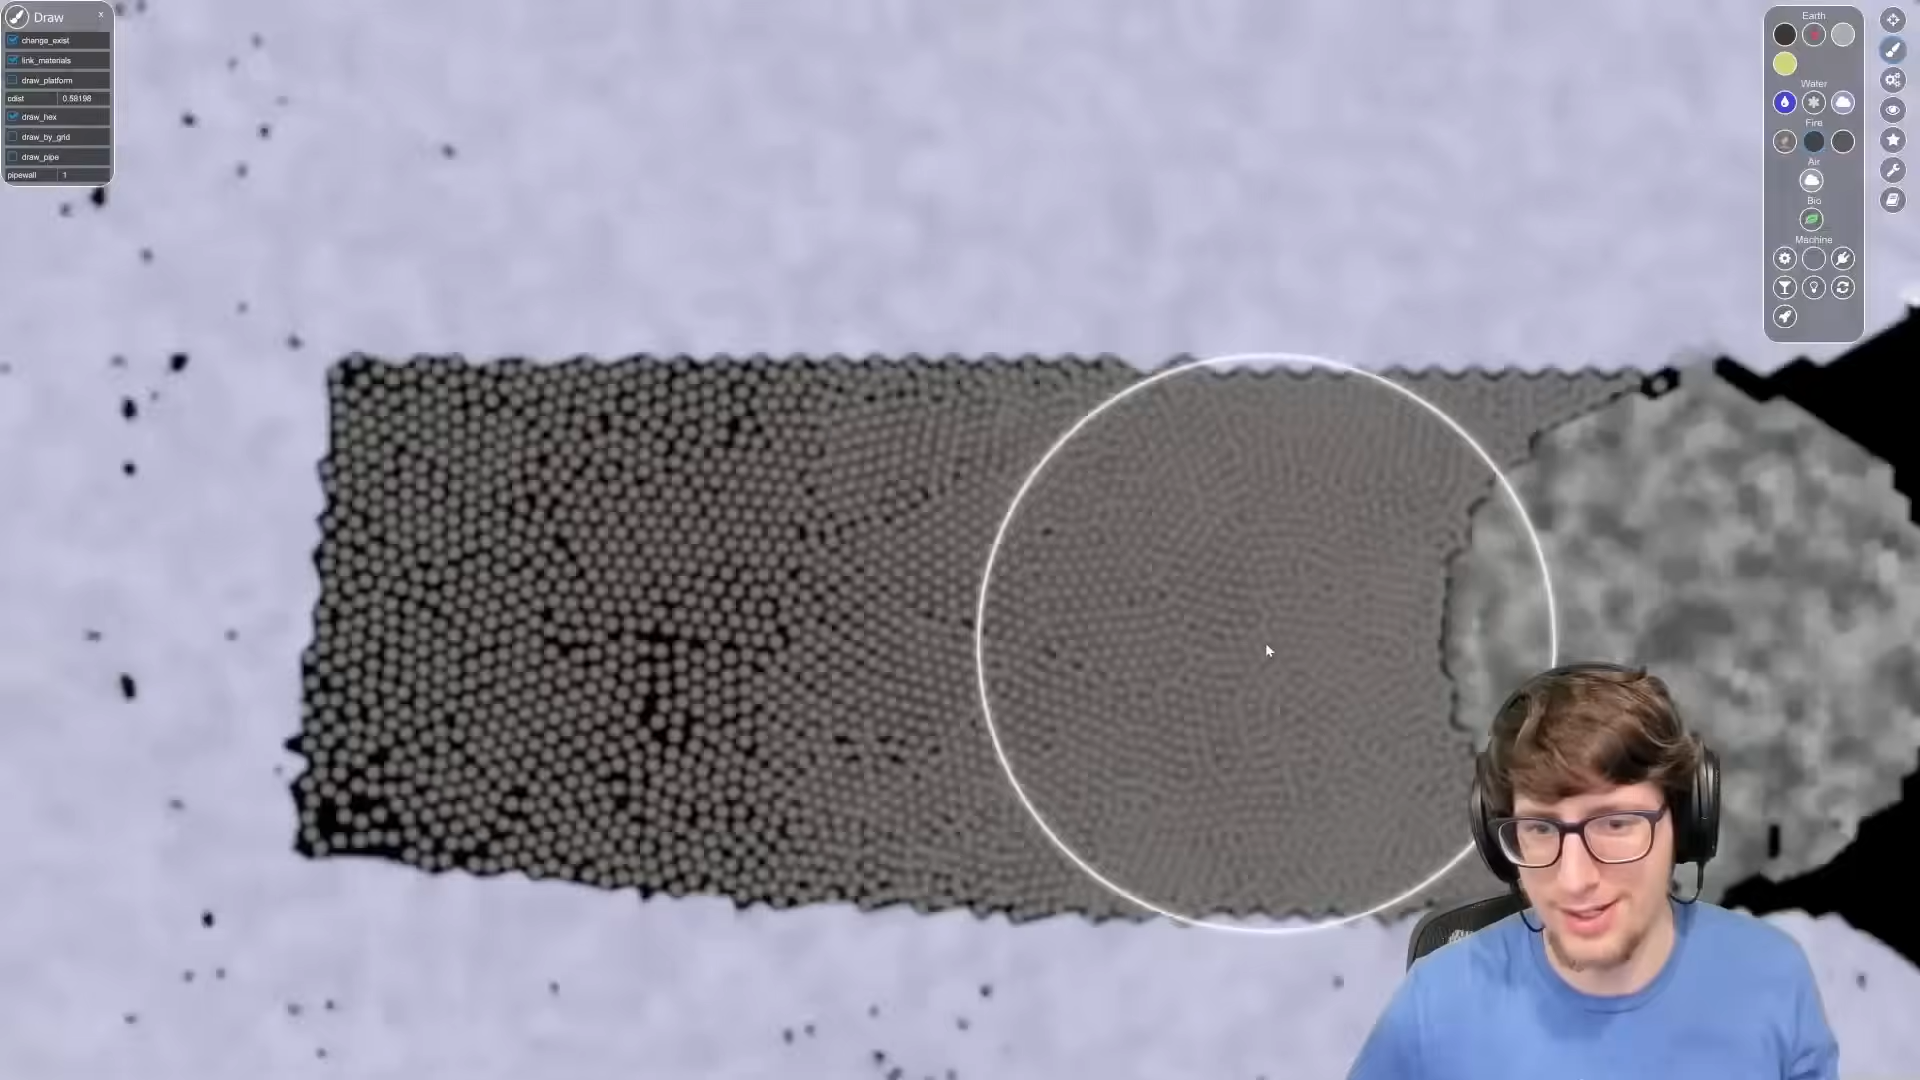 Draw
x
change_exist
link_materials
draw_platform
cdist 0.58198
draw_hex
draw_by_grid
draw_pipe
pipewall 1
Earth
Water
Fire
Air
Bio
Machine